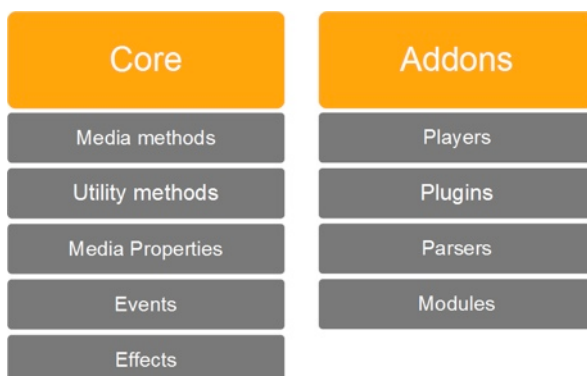 Core
Media methods
Utility methods
Media Properties
Events
Effects
Addons
Players
Plugins
Parsers
Modules